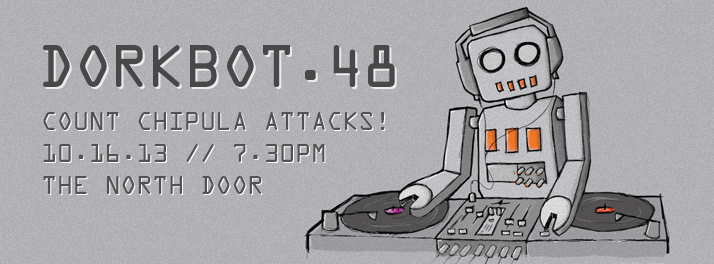 DORKBOT.48
COUNT CHIPULA ATTACKS!
10.16.13 // 7.30PM
THE NORTH DOOR